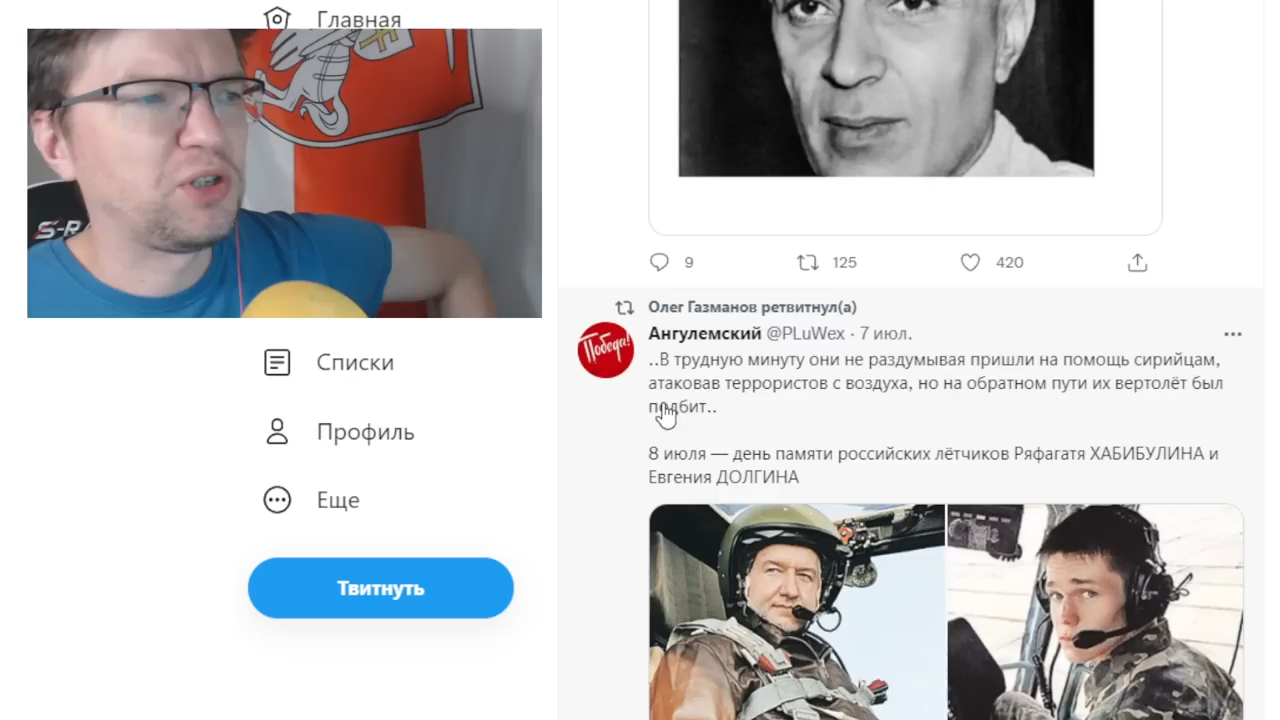 Главная
S-R
Списки
Профиль
Еще
Твитнуть
9
125
420
Олег Газманов ретвитнул(а)
Победа!
Ангулемский @PLuWex · 7 июл.
..В трудную минуту они не раздумывая пришли на помощь сирийцам,
атаковав террористов с воздуха, но на обратном пути их вертолёт был
подбит..
8 июля — день памяти российских лётчиков Ряфагатя ХАБИБУЛИНА и
Евгения ДОЛГИНА